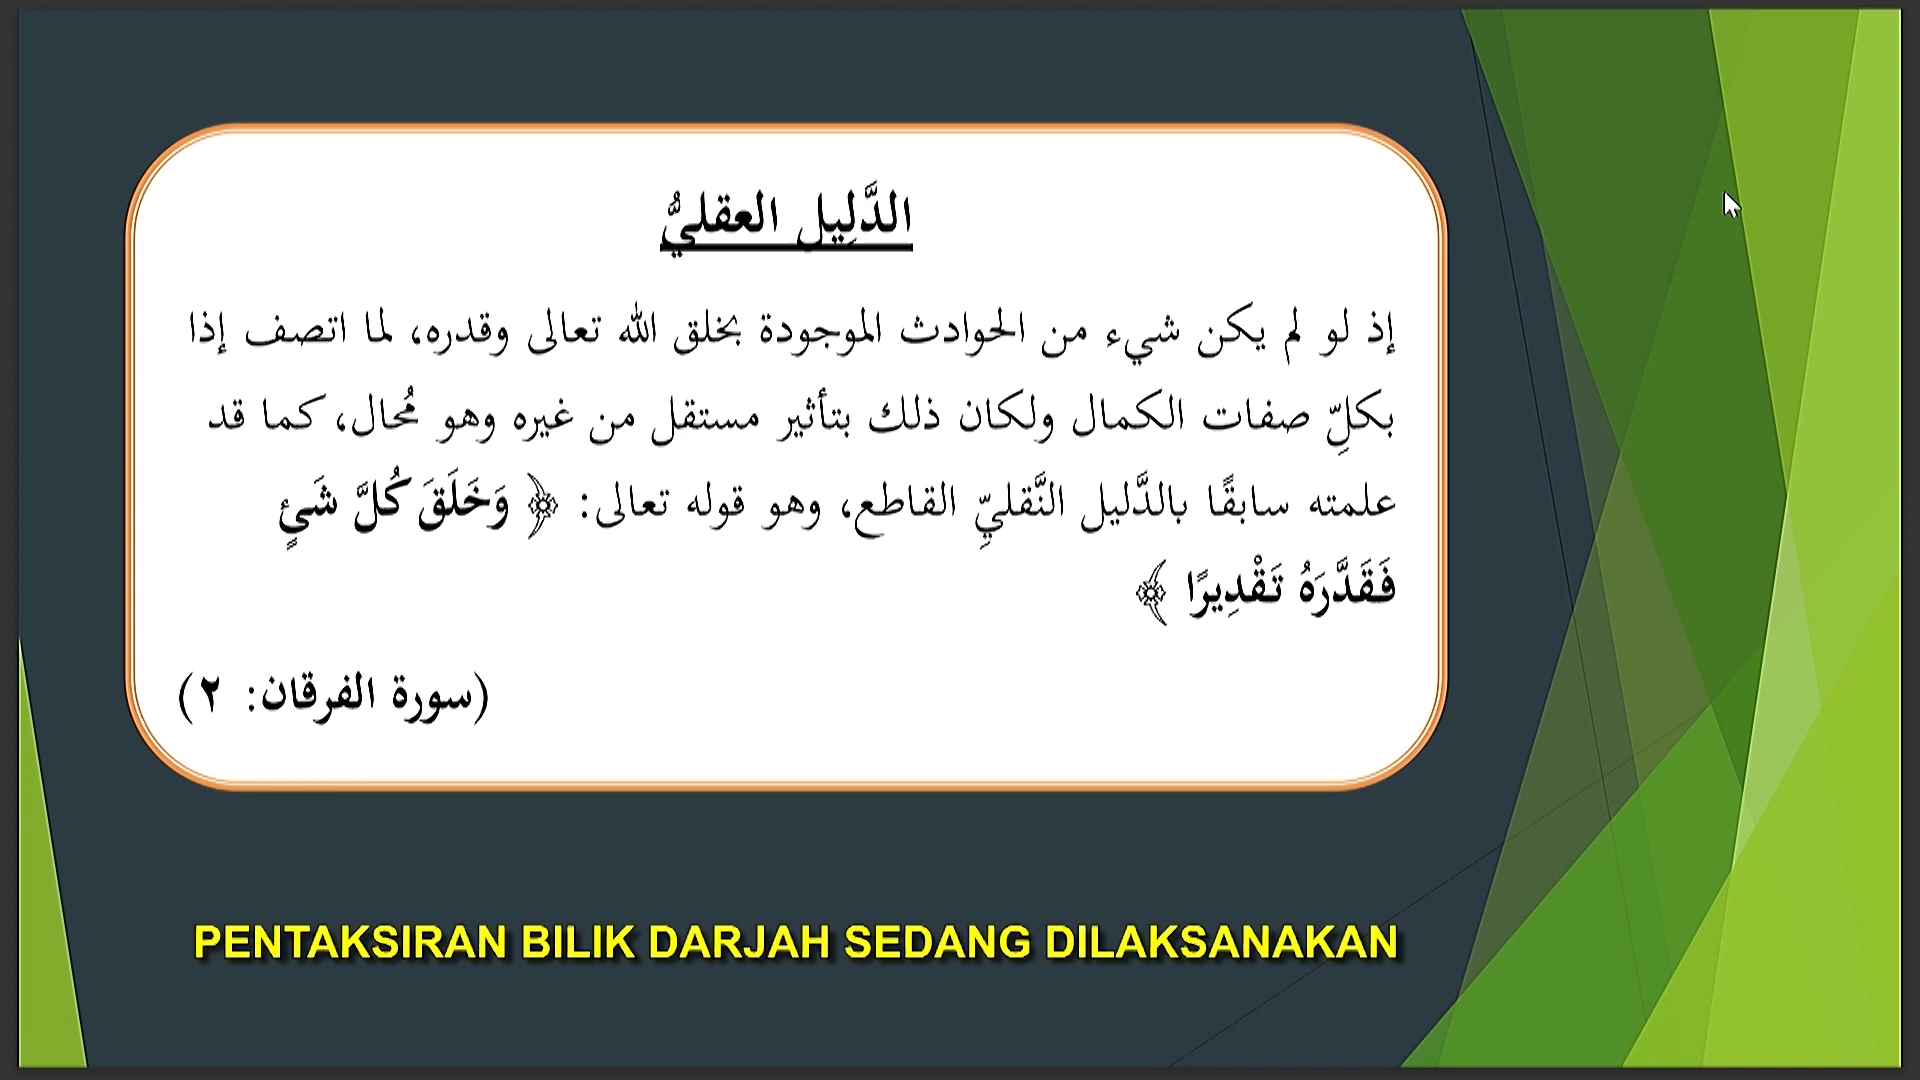 الدَّلِيل العقليُّ
إذ لو لم يكن شيء من الحوادث الموجودة بخلق الله تعالى وقدره، لما اتصف إذا
بكلِّ صفات الكمال ولكان ذلك بتأثير مستقل من غيره وهو مُحال، كما قد
علمته سابقًا بالدَّليل النَّقليِّ القاطع، وهو قوله تعالى: ﴿ وَخَلَقَ كُلَّ شَيْءٍ
فَقَدَّرَهُ تَقْدِيرًا ﴾
(سورة الفرقان: ٢)
PENTAKSIRAN BILIK DARJAH SEDANG DILAKSANAKAN